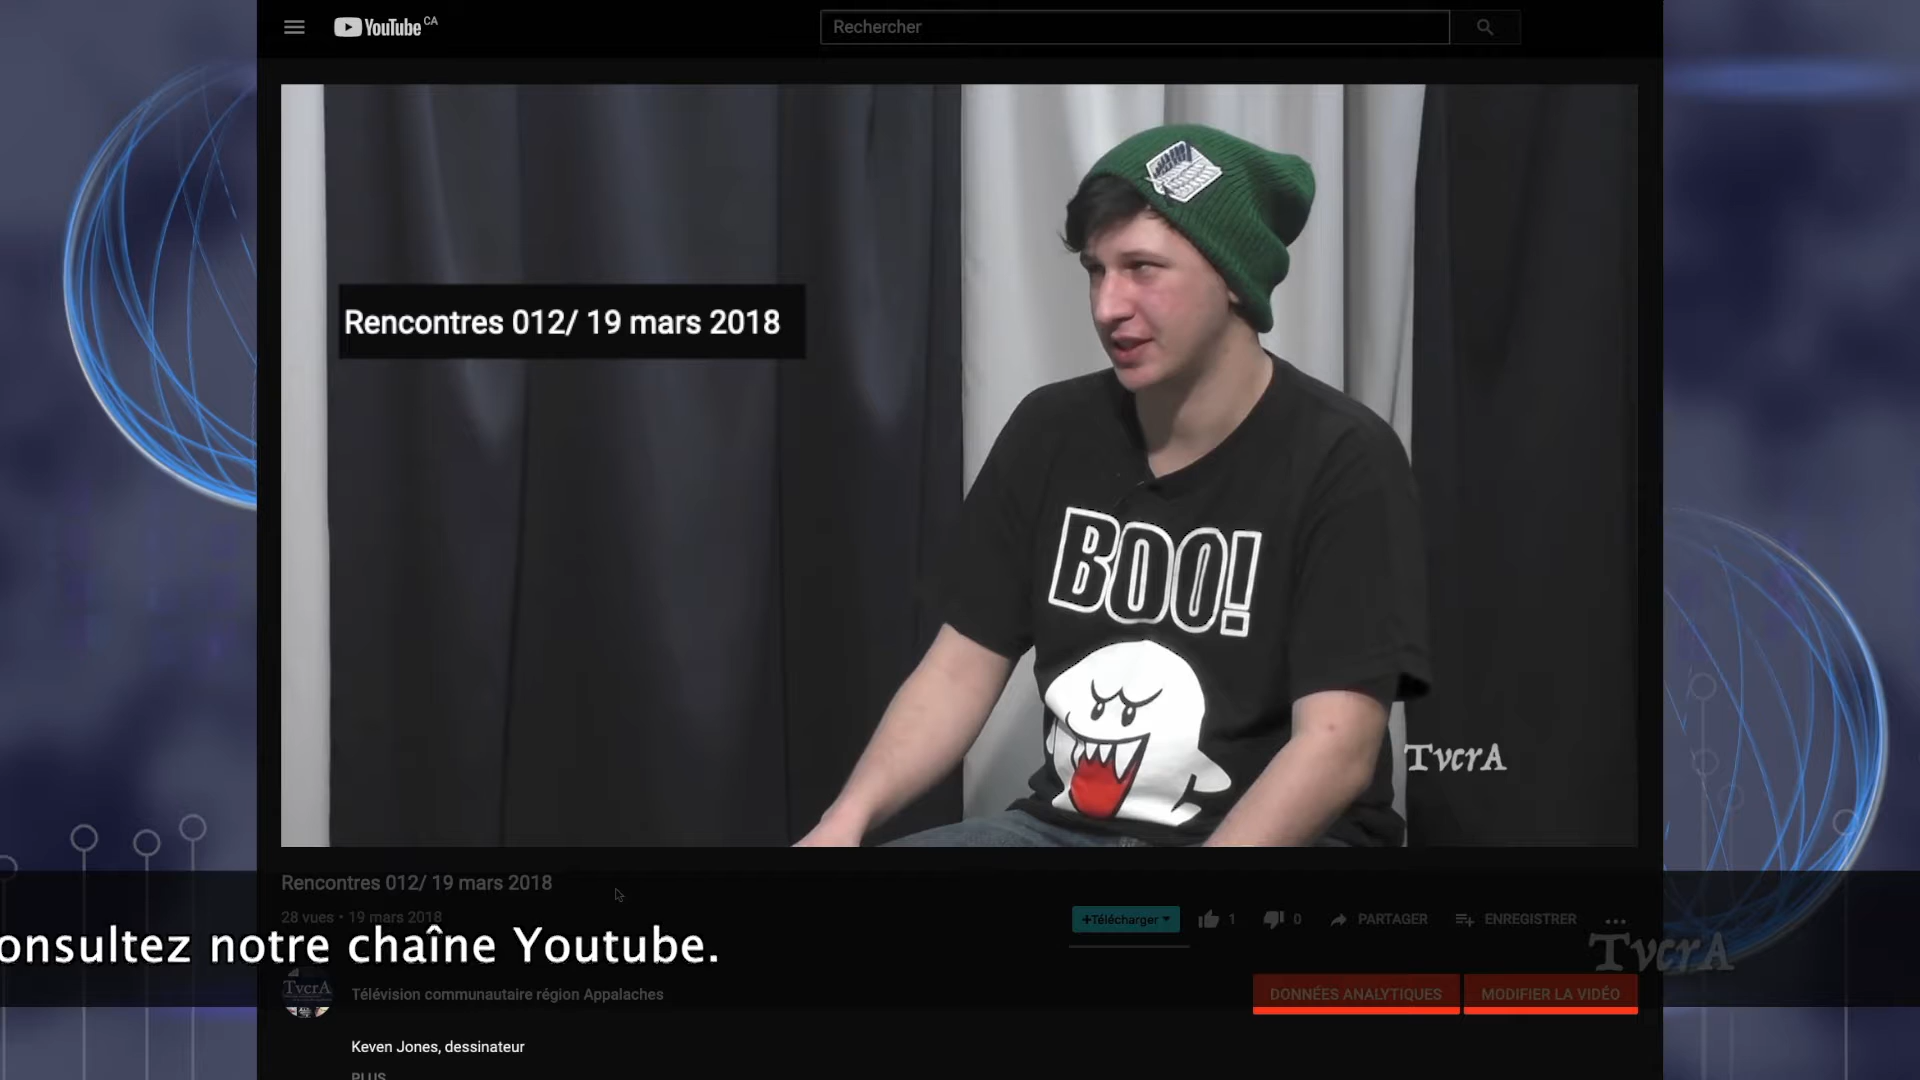 YouTube CA
Rechercher
Rencontres 012/ 19 mars 2018
BOO!
TvcrA
Rencontres 012/ 19 mars 2018
28 vues • 19 mars 2018
+Télécharger
1
0
PARTAGER
ENREGISTRER
onsultez notre chaîne Youtube.
TvcrA
TvcrA
Télévision communautaire région Appalaches
DONNÉES ANALYTIQUES
MODIFIER LA VIDÉO
Keven Jones, dessinateur
PLUS